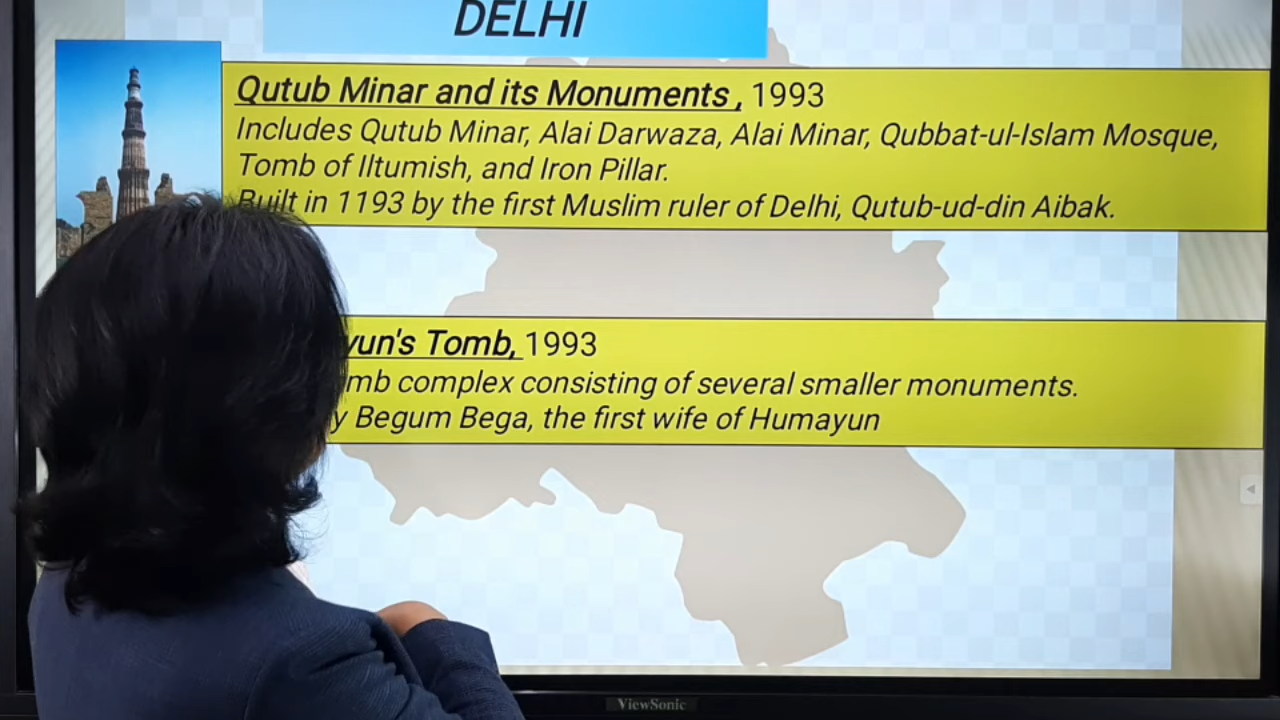 DELHI
Qutub Minar and its Monuments , 1993
Includes Qutub Minar, Alai Darwaza, Alai Minar, Qubbat-ul-Islam Mosque,
Tomb of Iltumish, and Iron Pillar.
Built in 1193 by the first Muslim ruler of Delhi, Qutub-ud-din Aibak.
yun's Tomb, 1993
mb complex consisting of several smaller monuments.
y Begum Bega, the first wife of Humayun
ViewSonic